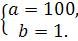 a = 100,
b = 1.